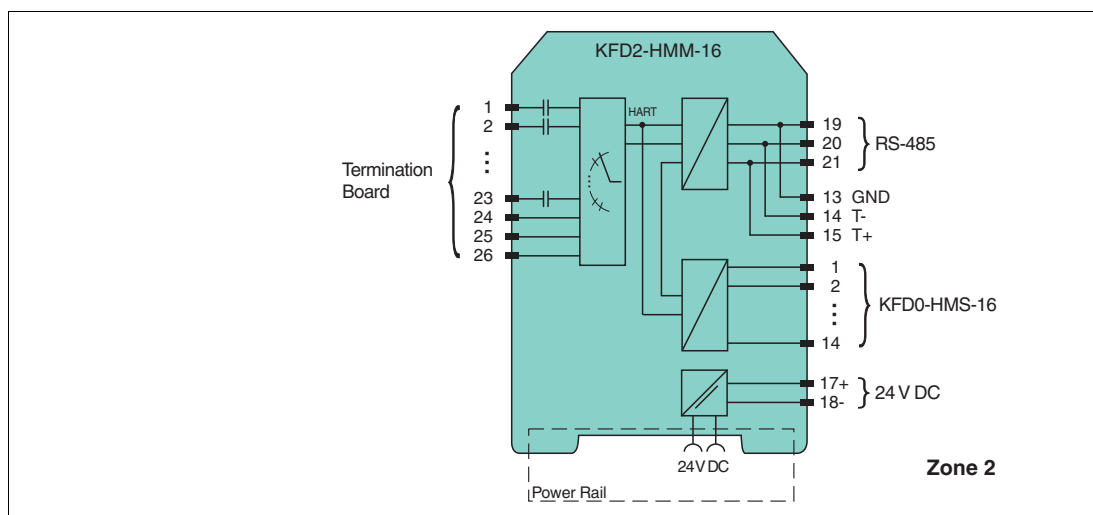 KFD2-HMM-16
1
2
23
24
25
26
Termination
Board
HART
19
20
21
RS-485
13 GND
14 T-
15 T+
1
2
14
KFD0-HMS-16
17+
18-
24 V DC
24V DC
Power Rail
Zone 2